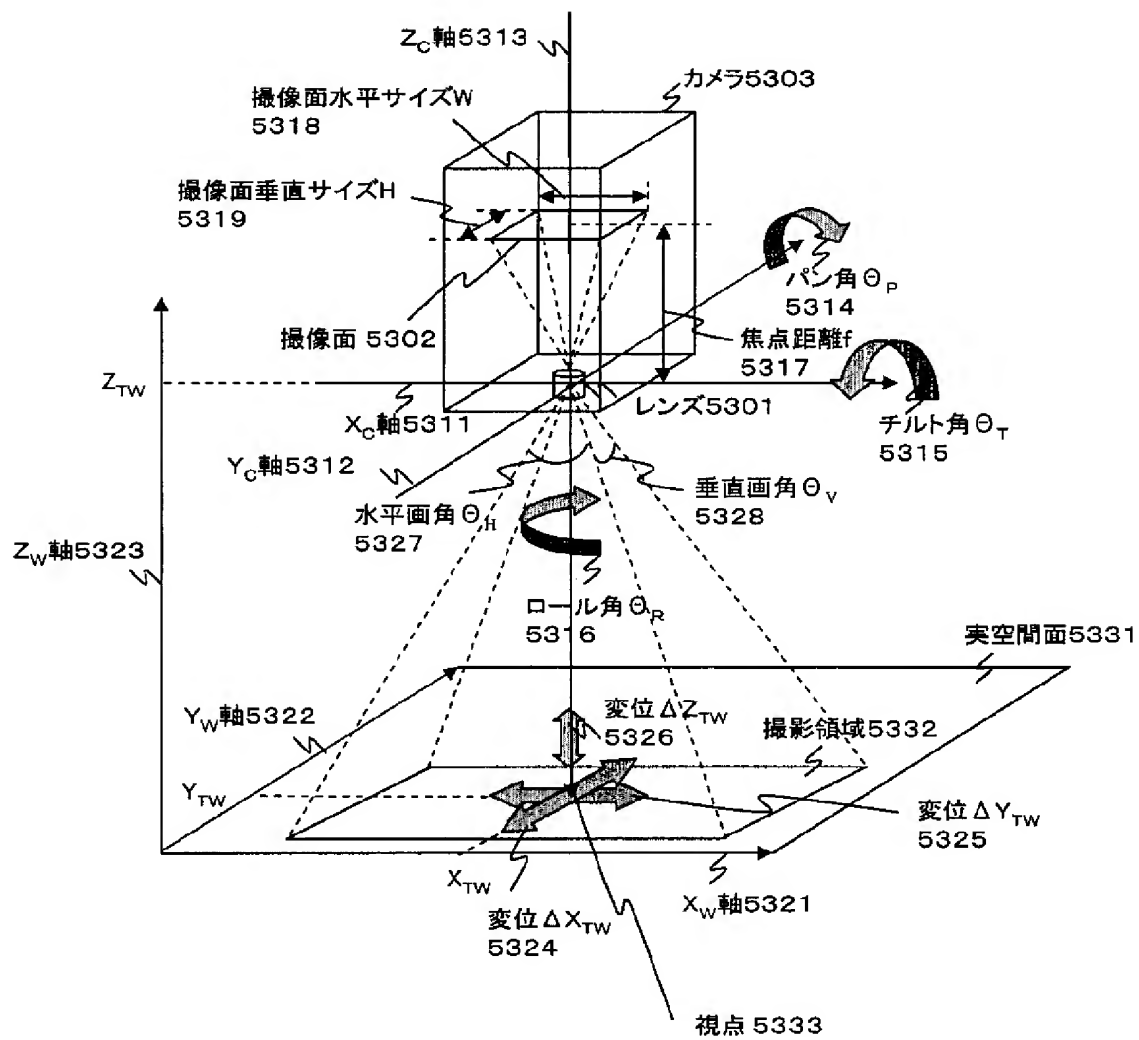 Z_C軸5313
カメラ5303
撮像面水平サイズW
5318
撮像面垂直サイズH
5319
パン角Θ_P
5314
撮像面 5302
焦点距離f
5317
Z_TW
X_C軸5311
レンズ5301
チルト角Θ_T
5315
Y_C軸5312
水平画角Θ_H
5327
垂直画角Θ_V
5328
Z_W軸5323
ロール角Θ_R
5316
実空間面5331
Y_W軸5322
変位ΔZ_TW
5326
撮影領域5332
Y_TW
変位ΔY_TW
5325
X_TW
X_W軸5321
変位ΔX_TW
5324
視点 5333